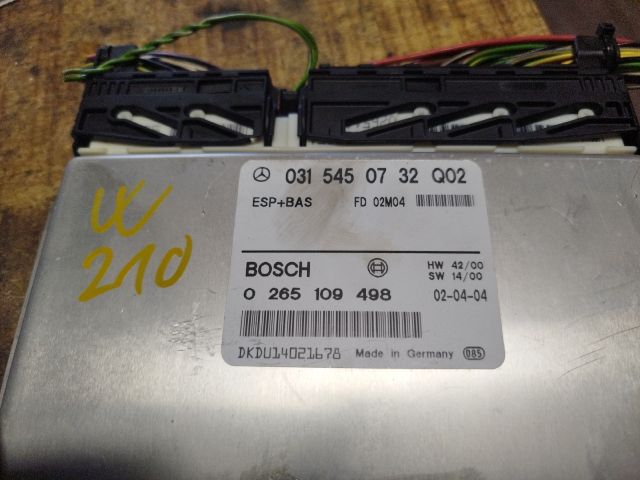 031 545 07 32 Q02
ESP+BAS FD 02M04
BOSCH HW 42/00
SW 14/00
0 265 109 498 02-04-04
DKDU14021678 Made in Germany 085
W
210